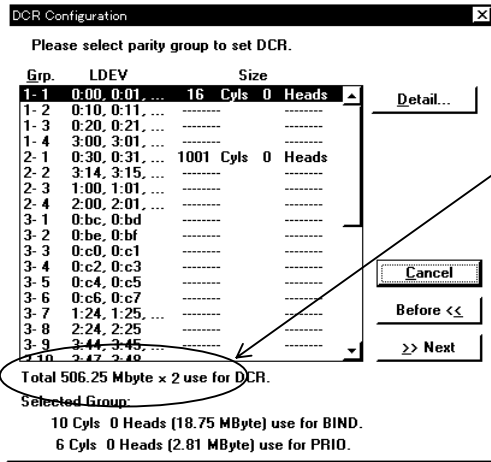 DCR Configuration
Please select parity group to set DCR.
Grp. LDEV Size
1- 1 0:00, 0:01, ... 16 Cyls 0 Heads
1- 2 0:10, 0:11, ... -------- --------
1- 3 0:20, 0:21, ... -------- --------
1- 4 3:00, 3:01, ... -------- --------
2- 1 0:30, 0:31, ... 1001 Cyls 0 Heads
2- 2 3:14, 3:15, ... -------- --------
2- 3 1:00, 1:01, ... -------- --------
2- 4 2:00, 2:01, ... -------- --------
3- 1 0:bc, 0:bd -------- --------
3- 2 0:be, 0:bf -------- --------
3- 3 0:c0, 0:c1 -------- --------
3- 4 0:c2, 0:c3 -------- --------
3- 5 0:c4, 0:c5 -------- --------
3- 6 0:c6, 0:c7 -------- --------
3- 7 1:24, 1:25, ... -------- --------
3- 8 2:24, 2:25 -------- --------
3- 9 3:44, 3:45, ... -------- --------
3-10 3:47, 3:48 -------- --------
Detail...
Cancel
Before <<
>> Next
Total 506.25 Mbyte × 2 use for DCR.
Selected Group:
10 Cyls 0 Heads (18.75 MByte) use for BIND.
6 Cyls 0 Heads (2.81 MByte) use for PRIO.